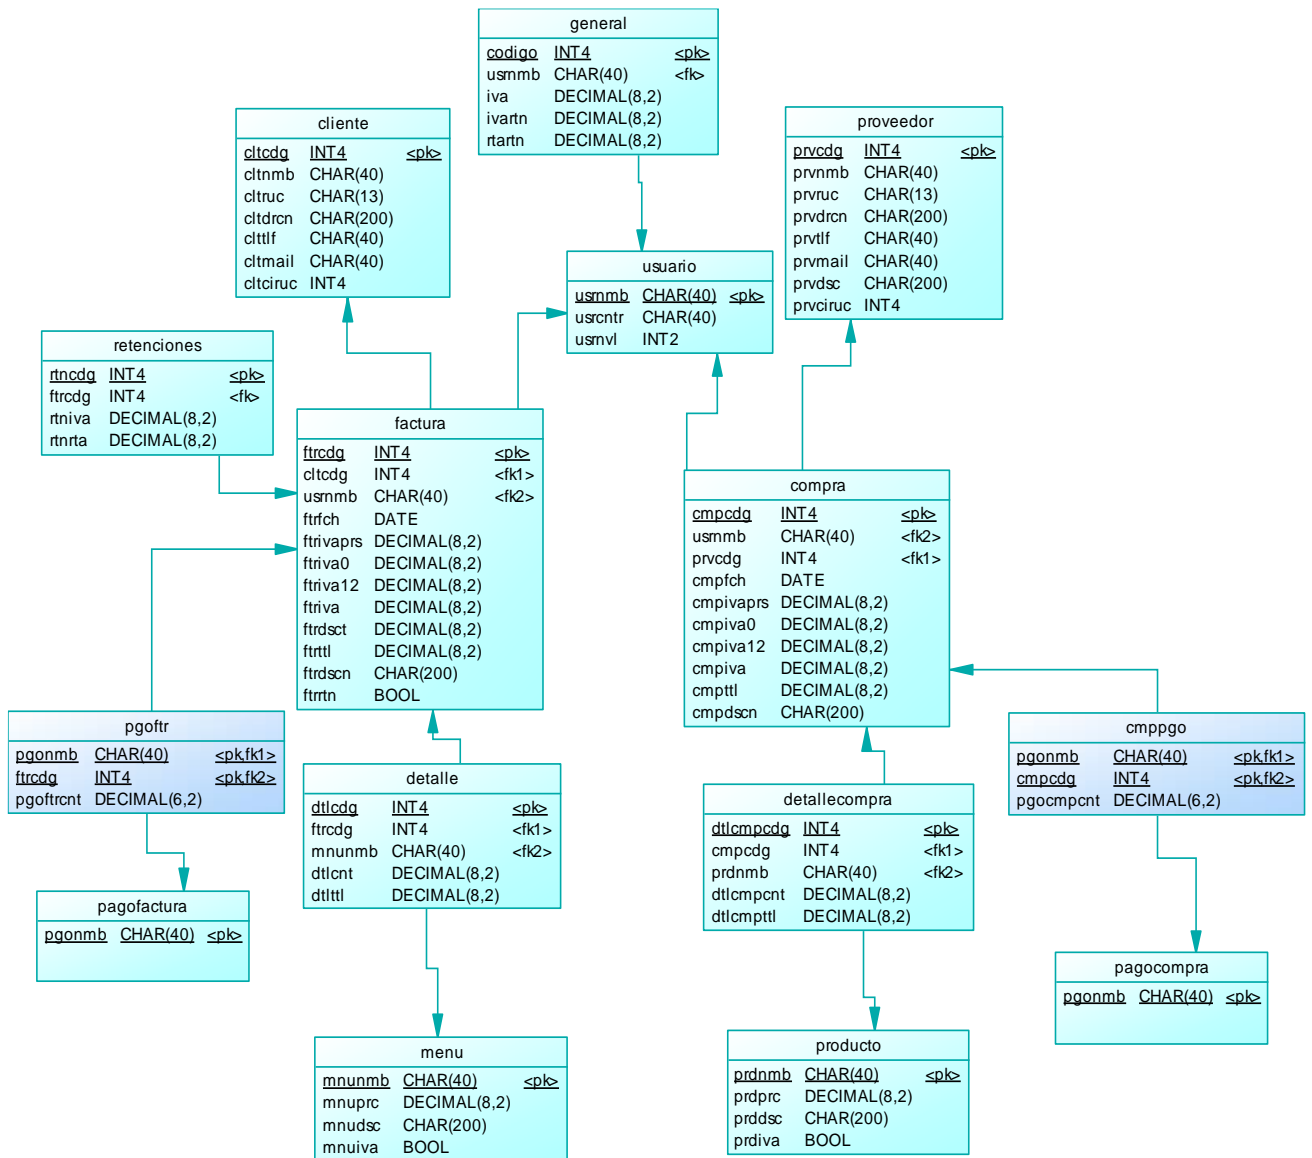 general
codigo INT4 <pk>
usrnmb CHAR(40) <fk>
iva DECIMAL(8,2)
ivartn DECIMAL(8,2)
rtartn DECIMAL(8,2)
cliente
cltcdg INT4 <pk>
cltnmb CHAR(40)
cltruc CHAR(13)
cltdrcn CHAR(200)
clttlf CHAR(40)
cltmail CHAR(40)
cltciruc INT4
proveedor
prvcdg INT4 <pk>
prvnmb CHAR(40)
prvruc CHAR(13)
prvdrcn CHAR(200)
prvtlf CHAR(40)
prvmail CHAR(40)
prvdsc CHAR(200)
prvciruc INT4
usuario
usrnmb CHAR(40) <pk>
usrcntr CHAR(40)
usrnvl INT2
retenciones
rtncdg INT4 <pk>
ftrcdg INT4 <fk>
rtniva DECIMAL(8,2)
rtnrta DECIMAL(8,2)
factura
ftrcdg INT4 <pk>
cltcdg INT4 <fk1>
usrnmb CHAR(40) <fk2>
ftrfch DATE
ftrivaprs DECIMAL(8,2)
ftriva0 DECIMAL(8,2)
ftriva12 DECIMAL(8,2)
ftriva DECIMAL(8,2)
ftrdsct DECIMAL(8,2)
ftrttl DECIMAL(8,2)
ftrdscn CHAR(200)
ftrrtn BOOL
compra
cmpcdg INT4 <pk>
usrnmb CHAR(40) <fk2>
prvcdg INT4 <fk1>
cmpfch DATE
cmpivaprs DECIMAL(8,2)
cmpiva0 DECIMAL(8,2)
cmpiva12 DECIMAL(8,2)
cmpiva DECIMAL(8,2)
cmpttl DECIMAL(8,2)
cmpdscn CHAR(200)
pgoftr
pgonmb CHAR(40) <pk,fk1>
ftrcdg INT4 <pk,fk2>
pgoftrcnt DECIMAL(6,2)
cmppgo
pgonmb CHAR(40) <pk,fk1>
cmpcdg INT4 <pk,fk2>
pgocmpcnt DECIMAL(6,2)
detalle
dtlcdg INT4 <pk>
ftrcdg INT4 <fk1>
mnunmb CHAR(40) <fk2>
dtlcnt DECIMAL(8,2)
dtlttl DECIMAL(8,2)
detallecompra
dtlcmpcdg INT4 <pk>
cmpcdg INT4 <fk1>
prdnmb CHAR(40) <fk2>
dtlcmpcnt DECIMAL(8,2)
dtlcmpttl DECIMAL(8,2)
pagofactura
pgonmb CHAR(40) <pk>
pagocompra
pgonmb CHAR(40) <pk>
menu
mnunmb CHAR(40) <pk>
mnuprc DECIMAL(8,2)
mnudsc CHAR(200)
mnuiva BOOL
producto
prdnmb CHAR(40) <pk>
prdprc DECIMAL(8,2)
prddsc CHAR(200)
prdiva BOOL